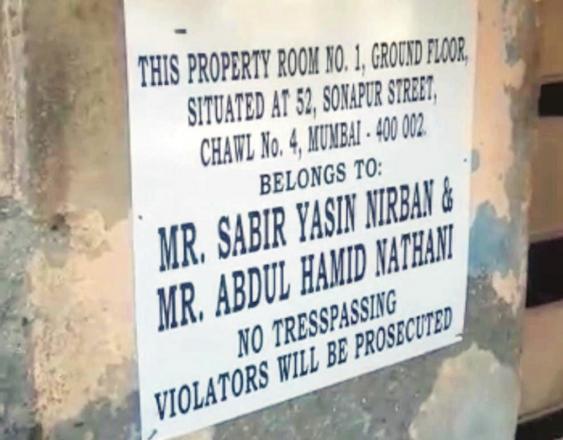 THIS PROPERTY ROOM NO. 1, GROUND FLOOR,
SITUATED AT 52, SONAPUR STREET,
CHAWL No. 4, MUMBAI - 400 002.
BELONGS TO:
MR. SABIR YASIN NIRBAN &
MR. ABDUL HAMID NATHANI
NO TRESSPASSING
VIOLATORS WILL BE PROSECUTED